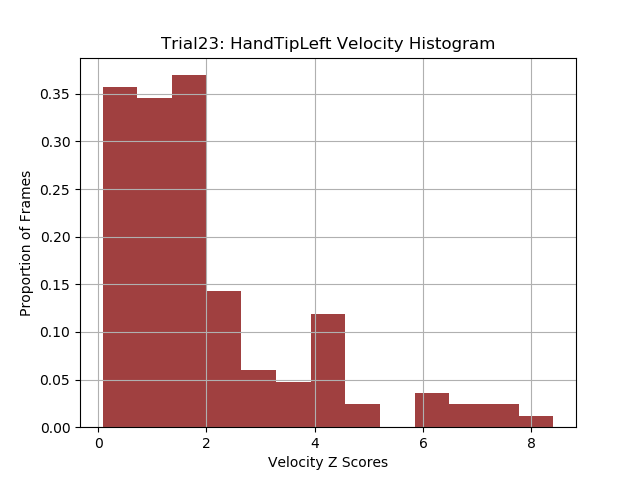 Trial23: HandTipLeft Velocity Histogram
0.35
0.30
0.25
0.20
0.15
0.10
0.05
0.00
Proportion of Frames
0 2 4 6 8
Velocity Z Scores